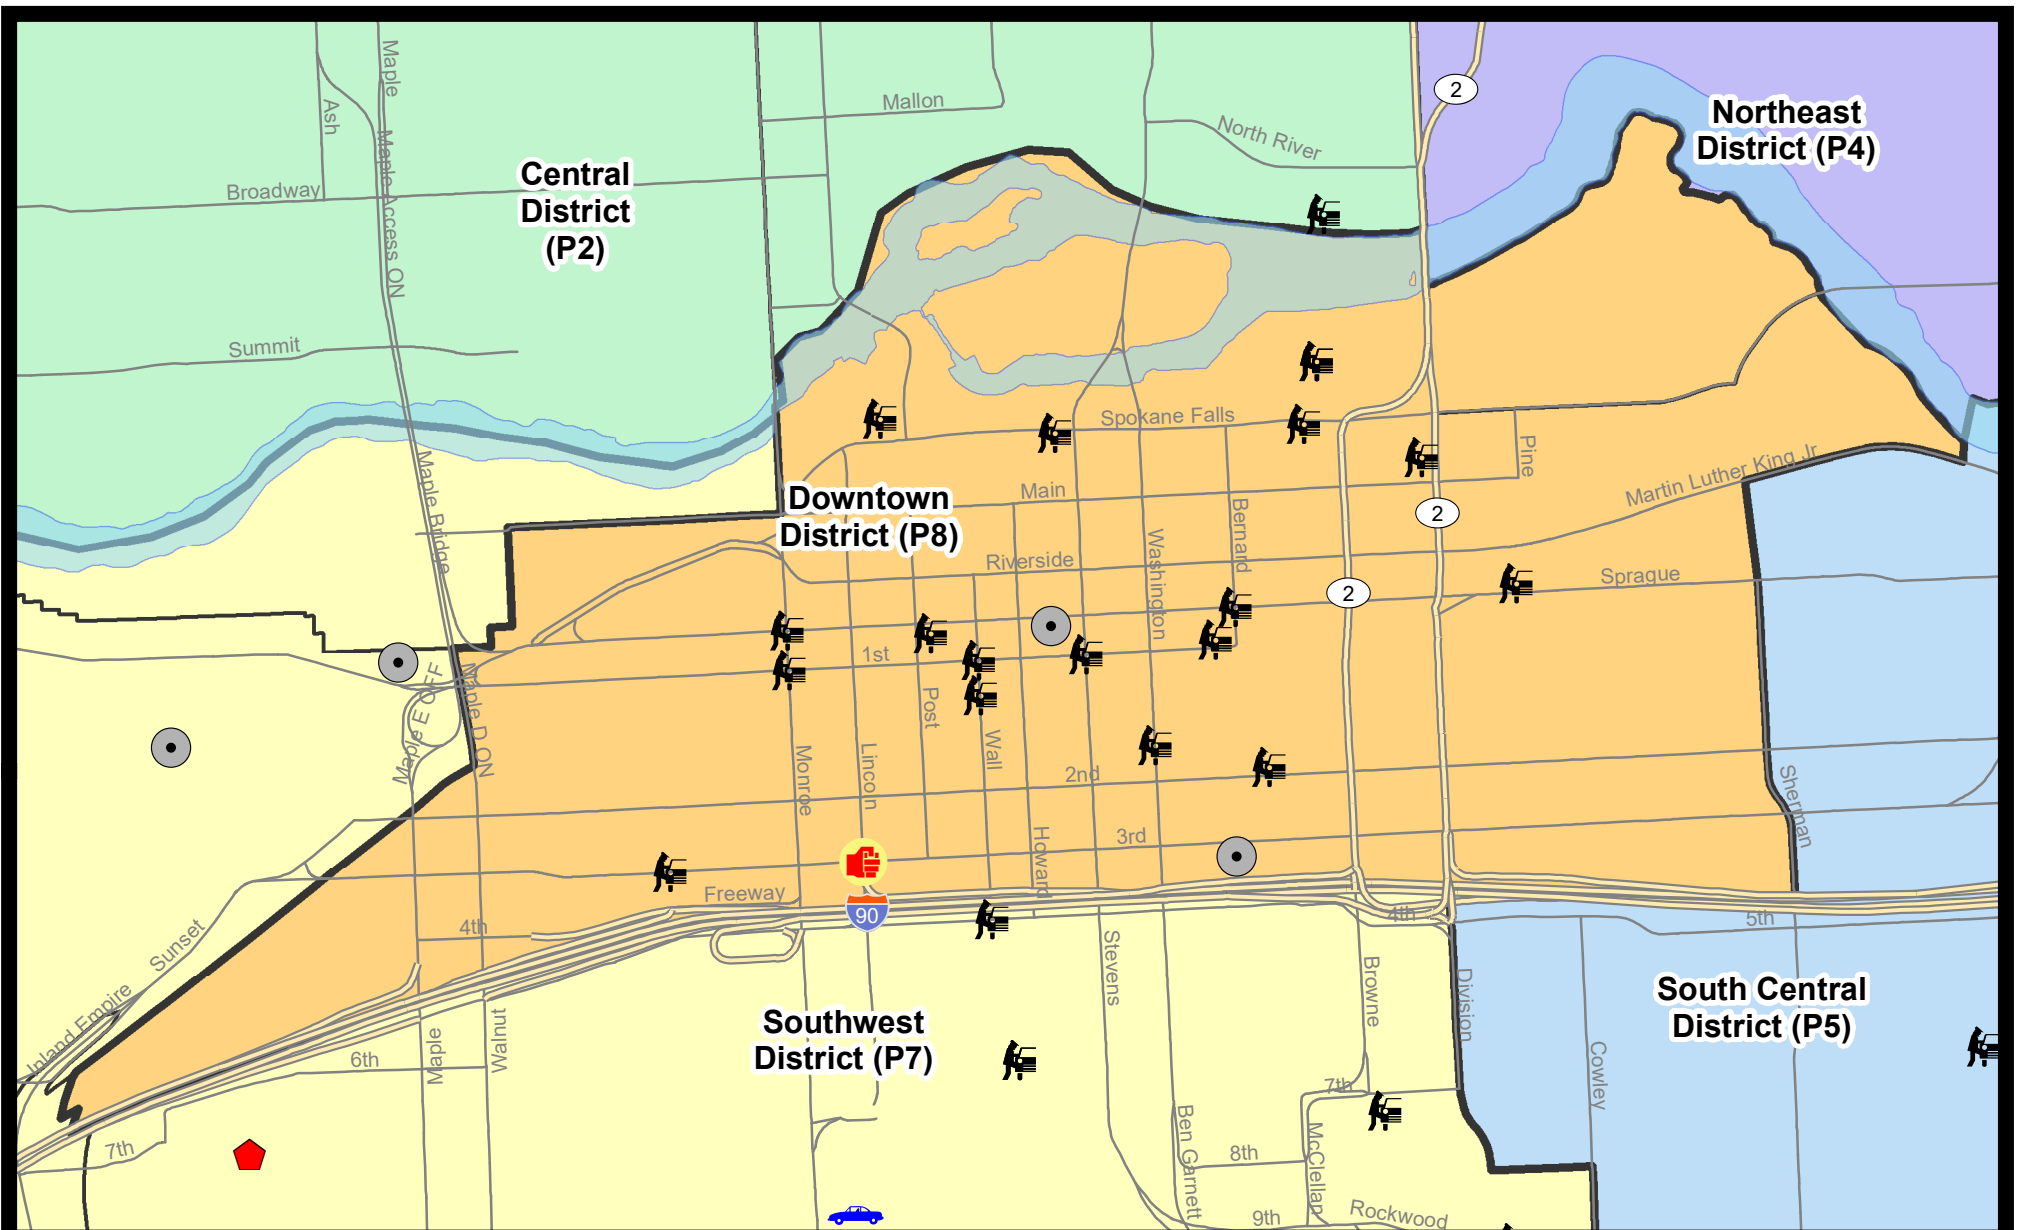 Maple
2
Ash
Mallon
Northeast
District (P4)
North River
Maple Access ON
Central
District
(P2)
Broadway
Summit
Spokane Falls
Pine
Martin Luther King Jr
Maple Bridge
Main
Downtown
District (P8)
Bernard
2
Riverside
Washington
Sprague
2
1st
Maple E OFF
Maple D ON
Post
Wall
Monroe
Lincoln
2nd
Sherman
3rd
Howard
Freeway
90
4th
4th
5th
Sunset
Stevens
Browne
Division
South Central
District (P5)
Inland Empire
Southwest
District (P7)
Maple
Walnut
6th
Cowley
7th
7th
Ben Garnett
McClellan
8th
9th
Rockwood